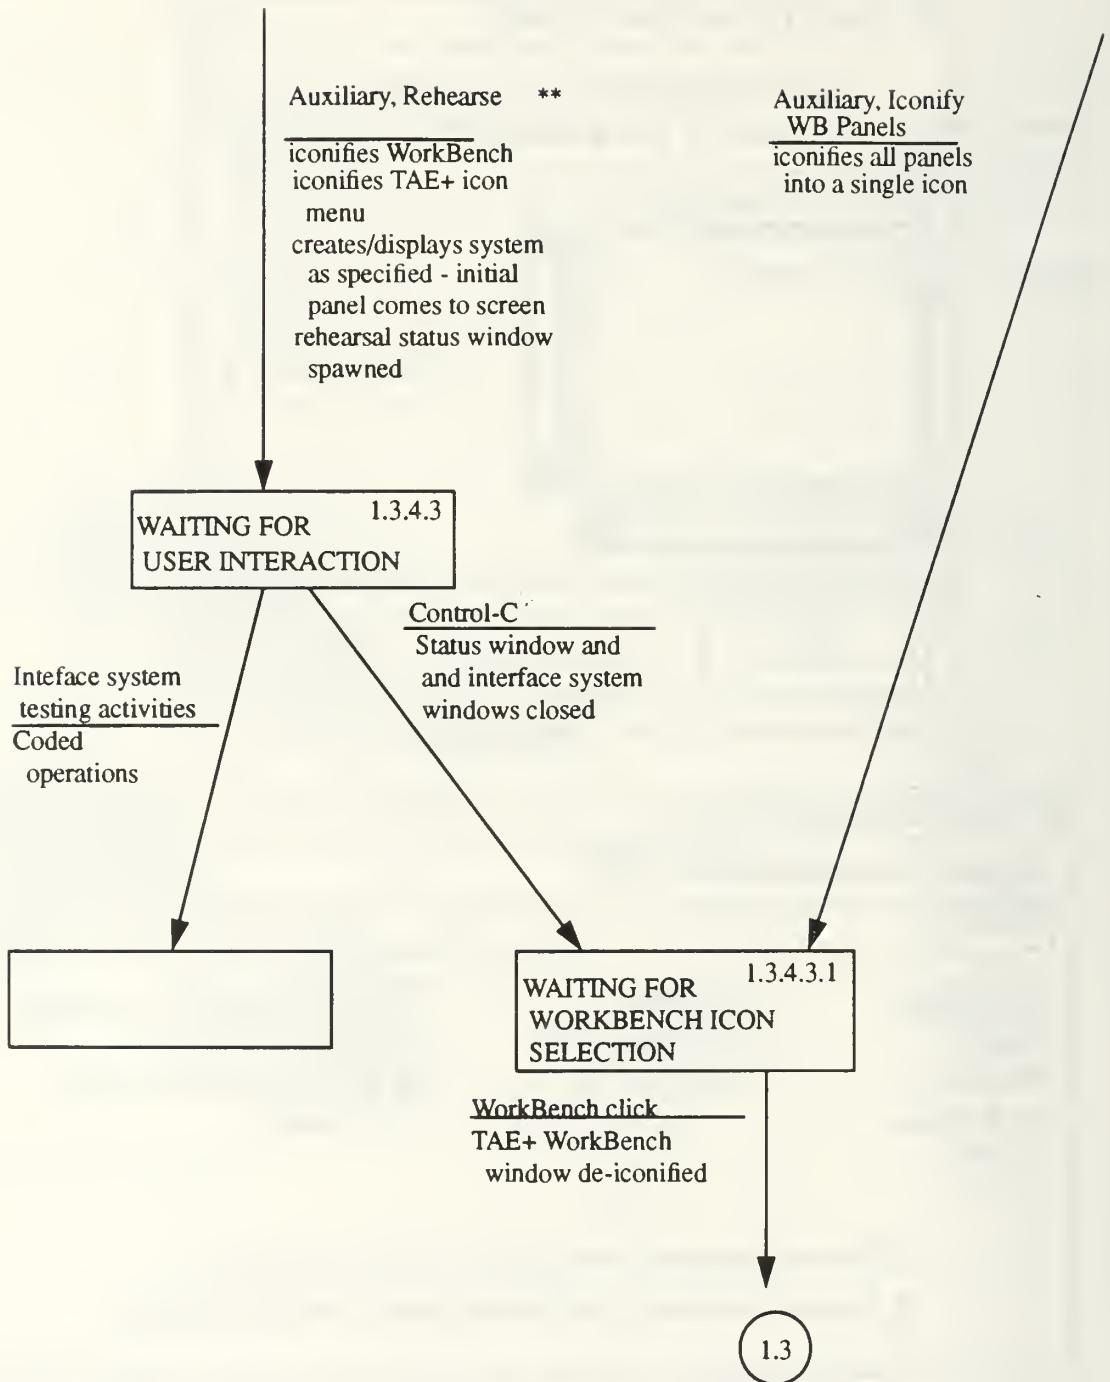 Auxiliary, Rehearse **
iconifies WorkBench
iconifies TAE+ icon
menu
creates/displays system
as specified - initial
panel comes to screen
rehearsal status window
spawned
Auxiliary, Iconify
WB Panels
iconifies all panels
into a single icon
1.3.4.3
WAITING FOR
USER INTERACTION
Control-C
Status window and
and interface system
windows closed
Inteface system
testing activities
Coded
operations
1.3.4.3.1
WAITING FOR
WORKBENCH ICON
SELECTION
WorkBench click
TAE+ WorkBench
window de-iconified
1.3